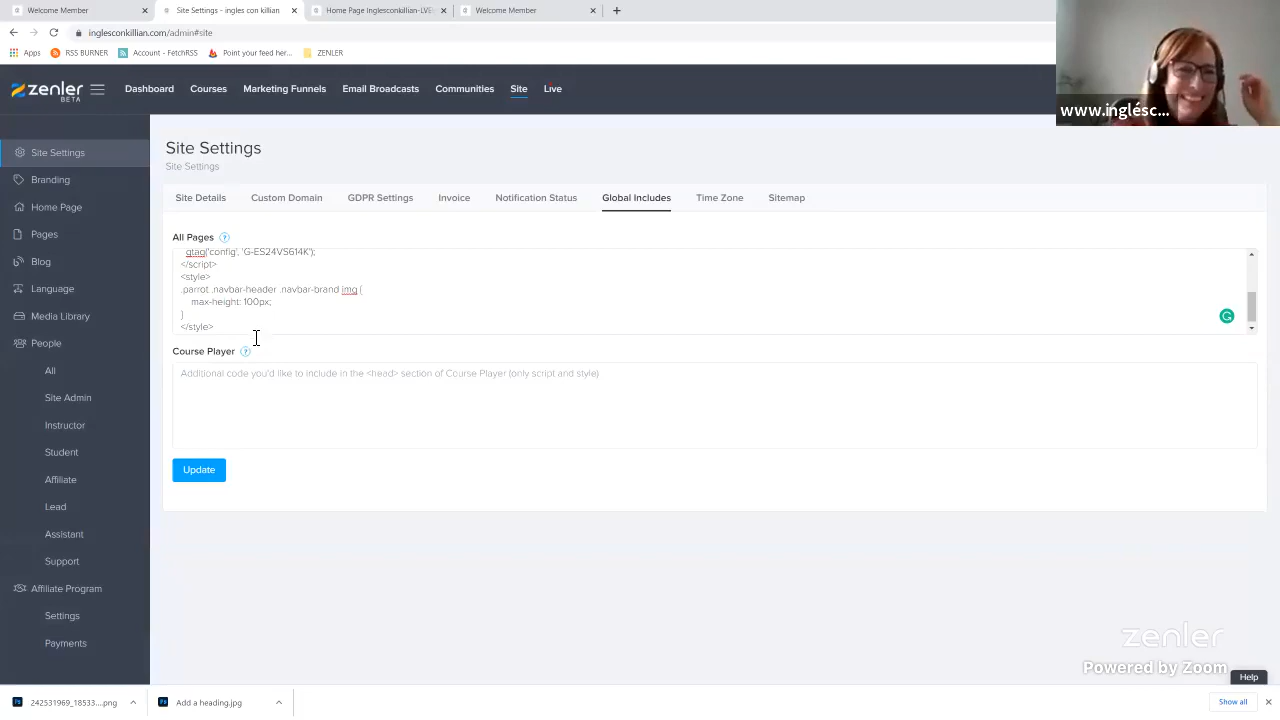 Welcome Member
Site Settings - ingles con killian
Home Page Inglesconkillian-LVE
Welcome Member
inglesconkillian.com/admin#site
Apps
RSS BURNER
Account - FetchRSS
Point your feed her...
ZENLER
zenler
BETA
Dashboard
Courses
Marketing Funnels
Email Broadcasts
Communities
Site
Live
www.inglésc...
Site Settings
Branding
Home Page
Pages
Blog
Language
Media Library
People
All
Site Admin
Instructor
Student
Affiliate
Lead
Assistant
Support
Affiliate Program
Settings
Payments
Site Settings
Site Settings
Site Details
Custom Domain
GDPR Settings
Invoice
Notification Status
Global Includes
Time Zone
Sitemap
All Pages ?
gtag('config', 'G-ES24VS614K');
</script>
<style>
.parrot .navbar-header .navbar-brand img {
max-height: 100px;
}
</style>
Course Player ?
Additional code you'd like to include in the <head> section of Course Player (only script and style)
Update
zenler
Powered by Zoom
Help
242531969_18533....png
Add a heading.jpg
Show all